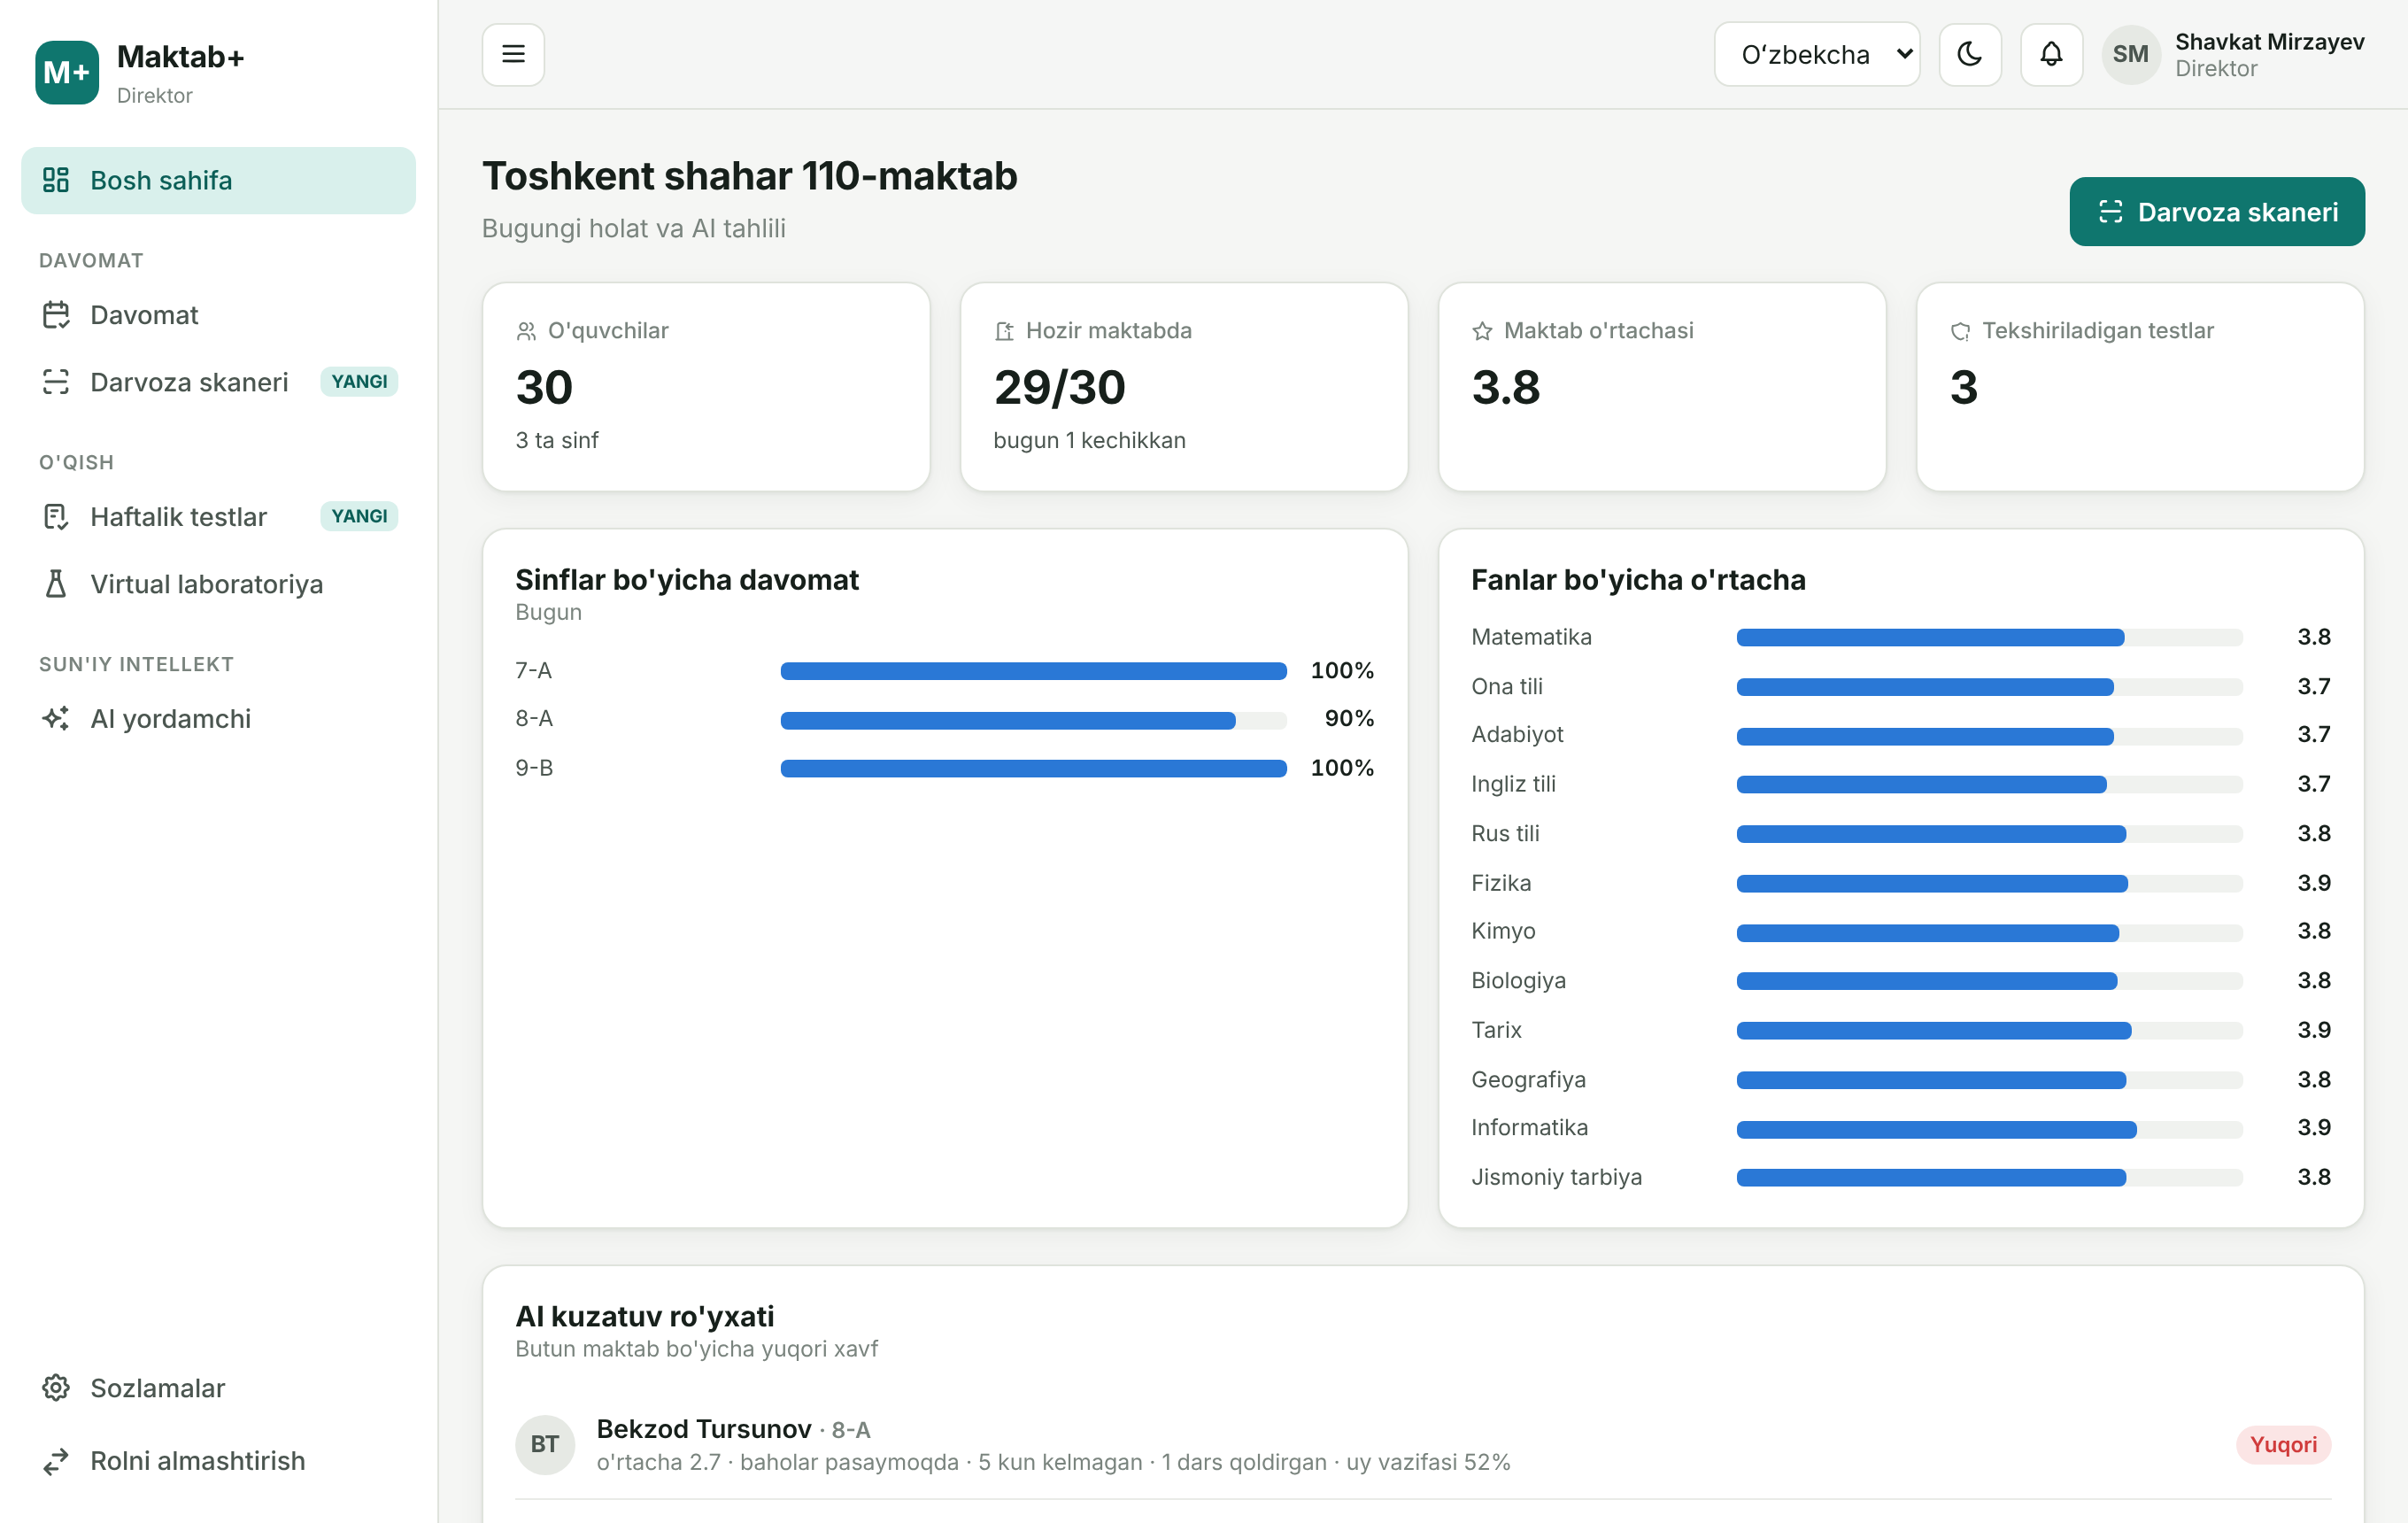 M+
Maktab+
Direktor
Bosh sahifa
DAVOMAT
Davomat
Darvoza skaneri YANGI
O'QISH
Haftalik testlar YANGI
Virtual laboratoriya
SUN'IY INTELLEKT
AI yordamchi
Sozlamalar
Rolni almashtirish
Oʻzbekcha
SM
Shavkat Mirzayev
Direktor
Toshkent shahar 110-maktab
Bugungi holat va AI tahlili
Darvoza skaneri
O'quvchilar
30
3 ta sinf
Hozir maktabda
29/30
bugun 1 kechikkan
Maktab o'rtachasi
3.8
Tekshiriladigan testlar
3
Sinflar bo'yicha davomat
Bugun
7-A 100%
8-A 90%
9-B 100%
Fanlar bo'yicha o'rtacha
Matematika 3.8
Ona tili 3.7
Adabiyot 3.7
Ingliz tili 3.7
Rus tili 3.8
Fizika 3.9
Kimyo 3.8
Biologiya 3.8
Tarix 3.9
Geografiya 3.8
Informatika 3.9
Jismoniy tarbiya 3.8
AI kuzatuv ro'yxati
Butun maktab bo'yicha yuqori xavf
BT
Bekzod Tursunov · 8-A
o'rtacha 2.7 · baholar pasaymoqda · 5 kun kelmagan · 1 dars qoldirgan · uy vazifasi 52%
Yuqori